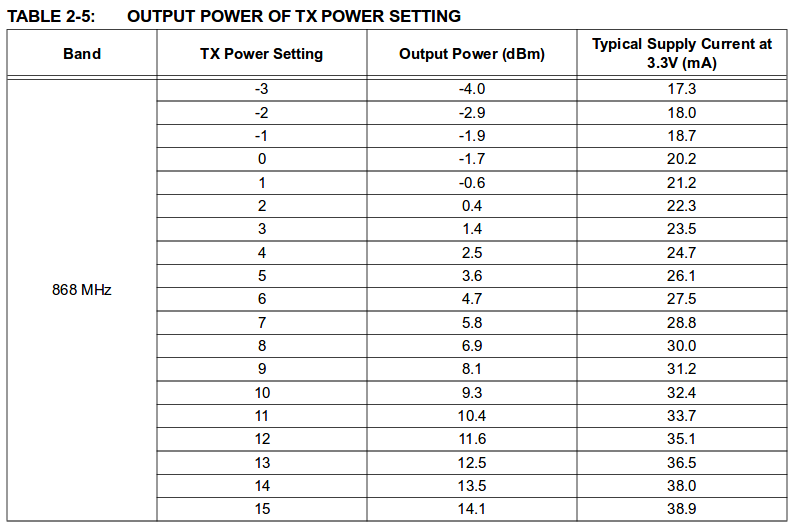 TABLE 2-5: OUTPUT POWER OF TX POWER SETTING
Band TX Power Setting Output Power (dBm) Typical Supply Current at 3.3V (mA)
868 MHz
-3 -4.0 17.3
-2 -2.9 18.0
-1 -1.9 18.7
0 -1.7 20.2
1 -0.6 21.2
2 0.4 22.3
3 1.4 23.5
4 2.5 24.7
5 3.6 26.1
6 4.7 27.5
7 5.8 28.8
8 6.9 30.0
9 8.1 31.2
10 9.3 32.4
11 10.4 33.7
12 11.6 35.1
13 12.5 36.5
14 13.5 38.0
15 14.1 38.9